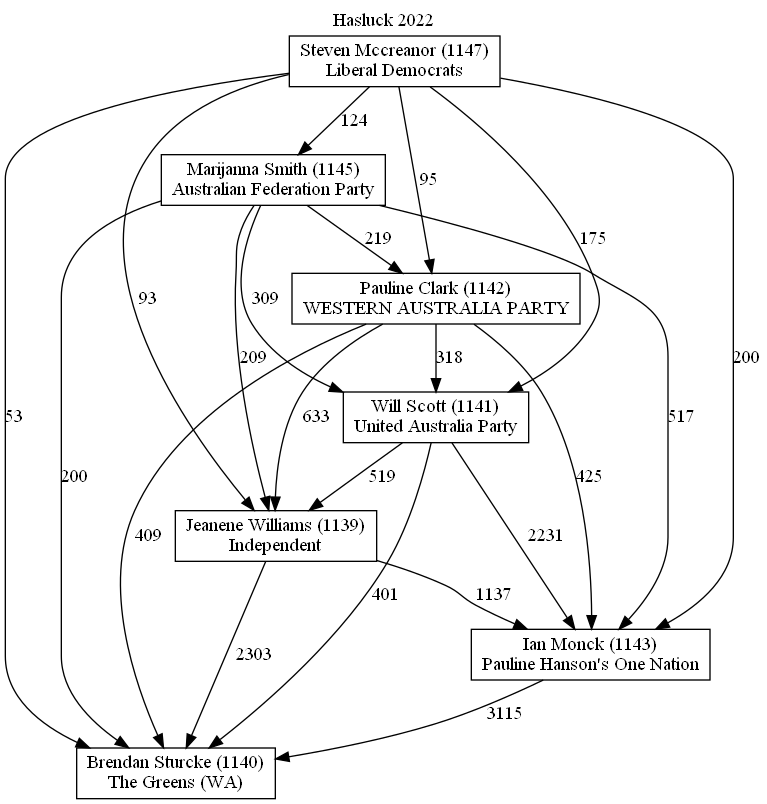 Hasluck 2022
Steven Mccreanor (1147)
Liberal Democrats
124
Marijanna Smith (1145)
Australian Federation Party
95
219
175
Pauline Clark (1142)
WESTERN AUSTRALIA PARTY
93
309
209
318
200
Will Scott (1141)
United Australia Party
53
633
517
200
519
425
Jeanene Williams (1139)
Independent
409
2231
401
1137
Ian Monck (1143)
Pauline Hanson's One Nation
2303
3115
Brendan Sturcke (1140)
The Greens (WA)